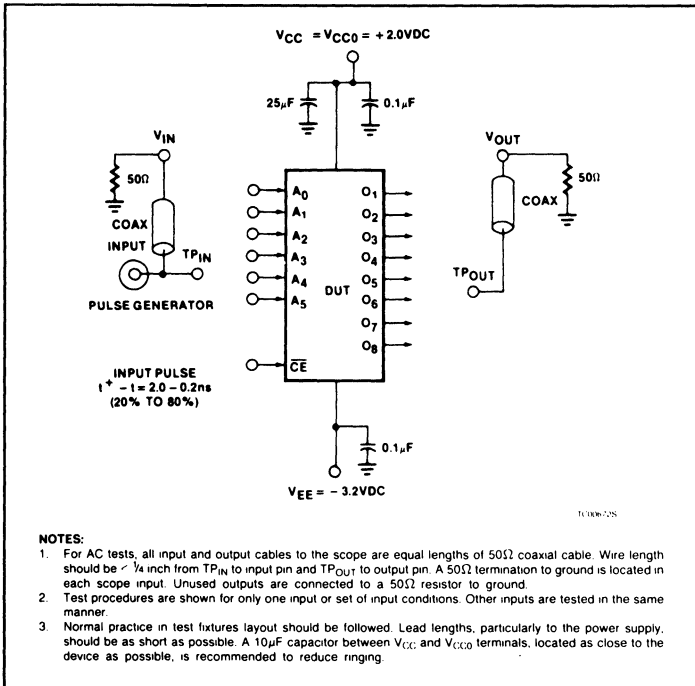 VCC = VCC0 = +2.0VDC
25µF
0.1µF
VIN
50Ω
COAX
INPUT
TPIN
PULSE GENERATOR
INPUT PULSE
t+ – t = 2.0 – 0.2ns
(20% TO 80%)
A0
A1
A2
A3
A4
A5
CE
DUT
O1
O2
O3
O4
O5
O6
O7
O8
VOUT
50Ω
COAX
TPOUT
0.1µF
VEE = – 3.2VDC
TC00672S
NOTES:
1. For AC tests, all input and output cables to the scope are equal lengths of 50Ω coaxial cable. Wire length
should be < 1/4 inch from TPIN to input pin and TPOUT to output pin. A 50Ω termination to ground is located in
each scope input. Unused outputs are connected to a 50Ω resistor to ground.
2. Test procedures are shown for only one input or set of input conditions. Other inputs are tested in the same
manner.
3. Normal practice in test fixtures layout should be followed. Lead lengths, particularly to the power supply,
should be as short as possible. A 10µF capacitor between VCC and VCC0 terminals, located as close to the
device as possible, is recommended to reduce ringing.